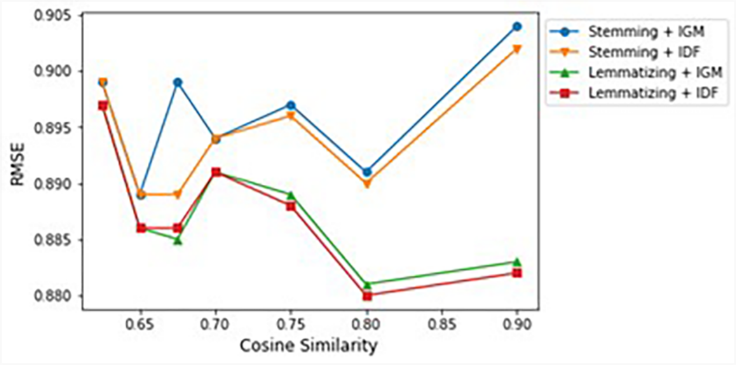 0.905
0.900
0.895
0.890
0.885
0.880
RMSE
0.65 0.70 0.75 0.80 0.85 0.90
Cosine Similarity
Stemming + IGM
Stemming + IDF
Lemmatizing + IGM
Lemmatizing + IDF